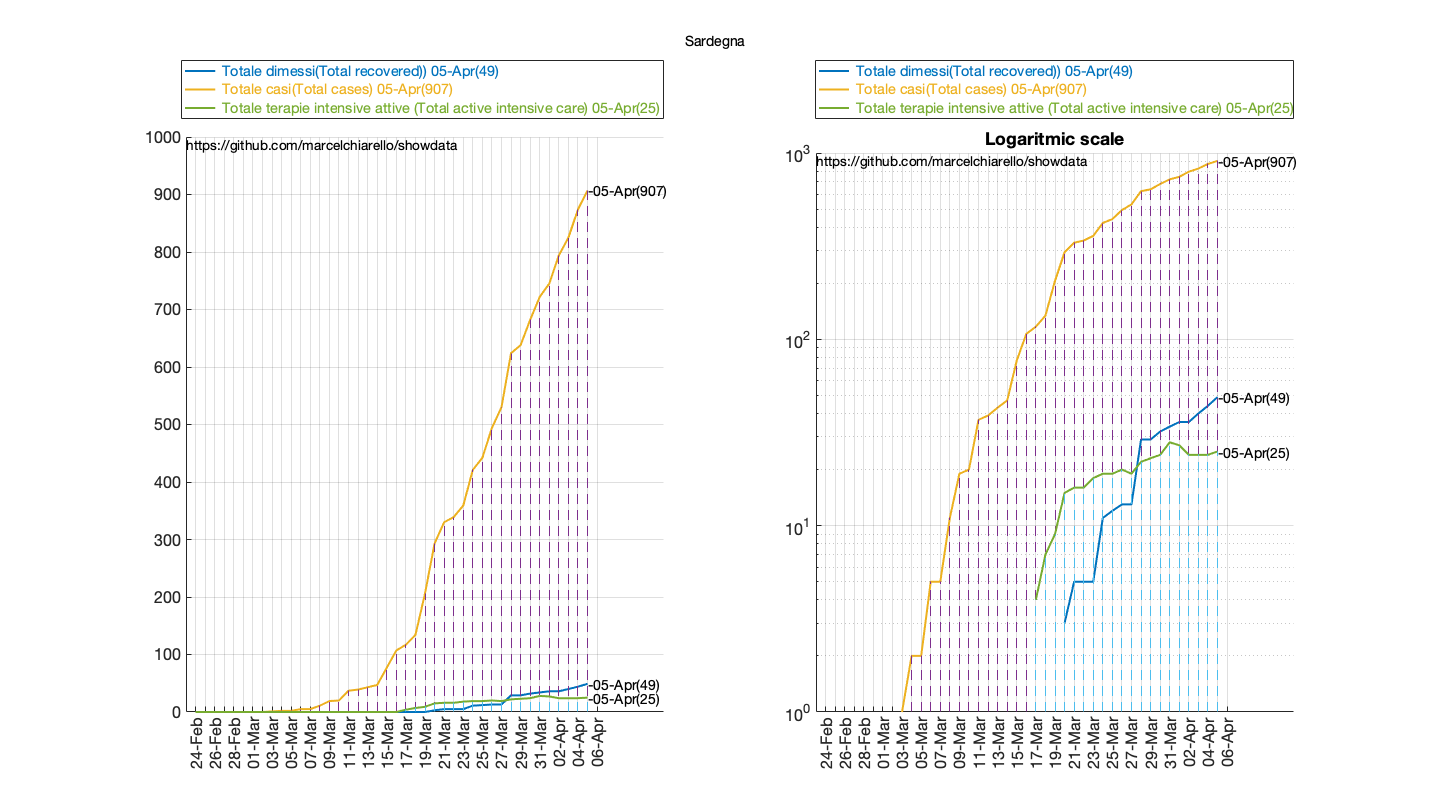 Sardegna
Totale dimessi(Total recovered)) 05-Apr(49)
Totale casi(Total cases) 05-Apr(907)
Totale terapie intensive attive (Total active intensive care) 05-Apr(25)
1000
900
800
700
600
500
400
300
200
100
0
https://github.com/marcelchiarello/showdata
-05-Apr(907)
-05-Apr(49)
-05-Apr(25)
24-Feb
26-Feb
28-Feb
01-Mar
03-Mar
05-Mar
07-Mar
09-Mar
11-Mar
13-Mar
15-Mar
17-Mar
19-Mar
21-Mar
23-Mar
25-Mar
27-Mar
29-Mar
31-Mar
02-Apr
04-Apr
06-Apr
Totale dimessi(Total recovered)) 05-Apr(49)
Totale casi(Total cases) 05-Apr(907)
Totale terapie intensive attive (Total active intensive care) 05-Apr(25)
Logaritmic scale
10^3
10^2
10^1
10^0
https://github.com/marcelchiarello/showdata
-05-Apr(907)
-05-Apr(49)
-05-Apr(25)
24-Feb
26-Feb
28-Feb
01-Mar
03-Mar
05-Mar
07-Mar
09-Mar
11-Mar
13-Mar
15-Mar
17-Mar
19-Mar
21-Mar
23-Mar
25-Mar
27-Mar
29-Mar
31-Mar
02-Apr
04-Apr
06-Apr